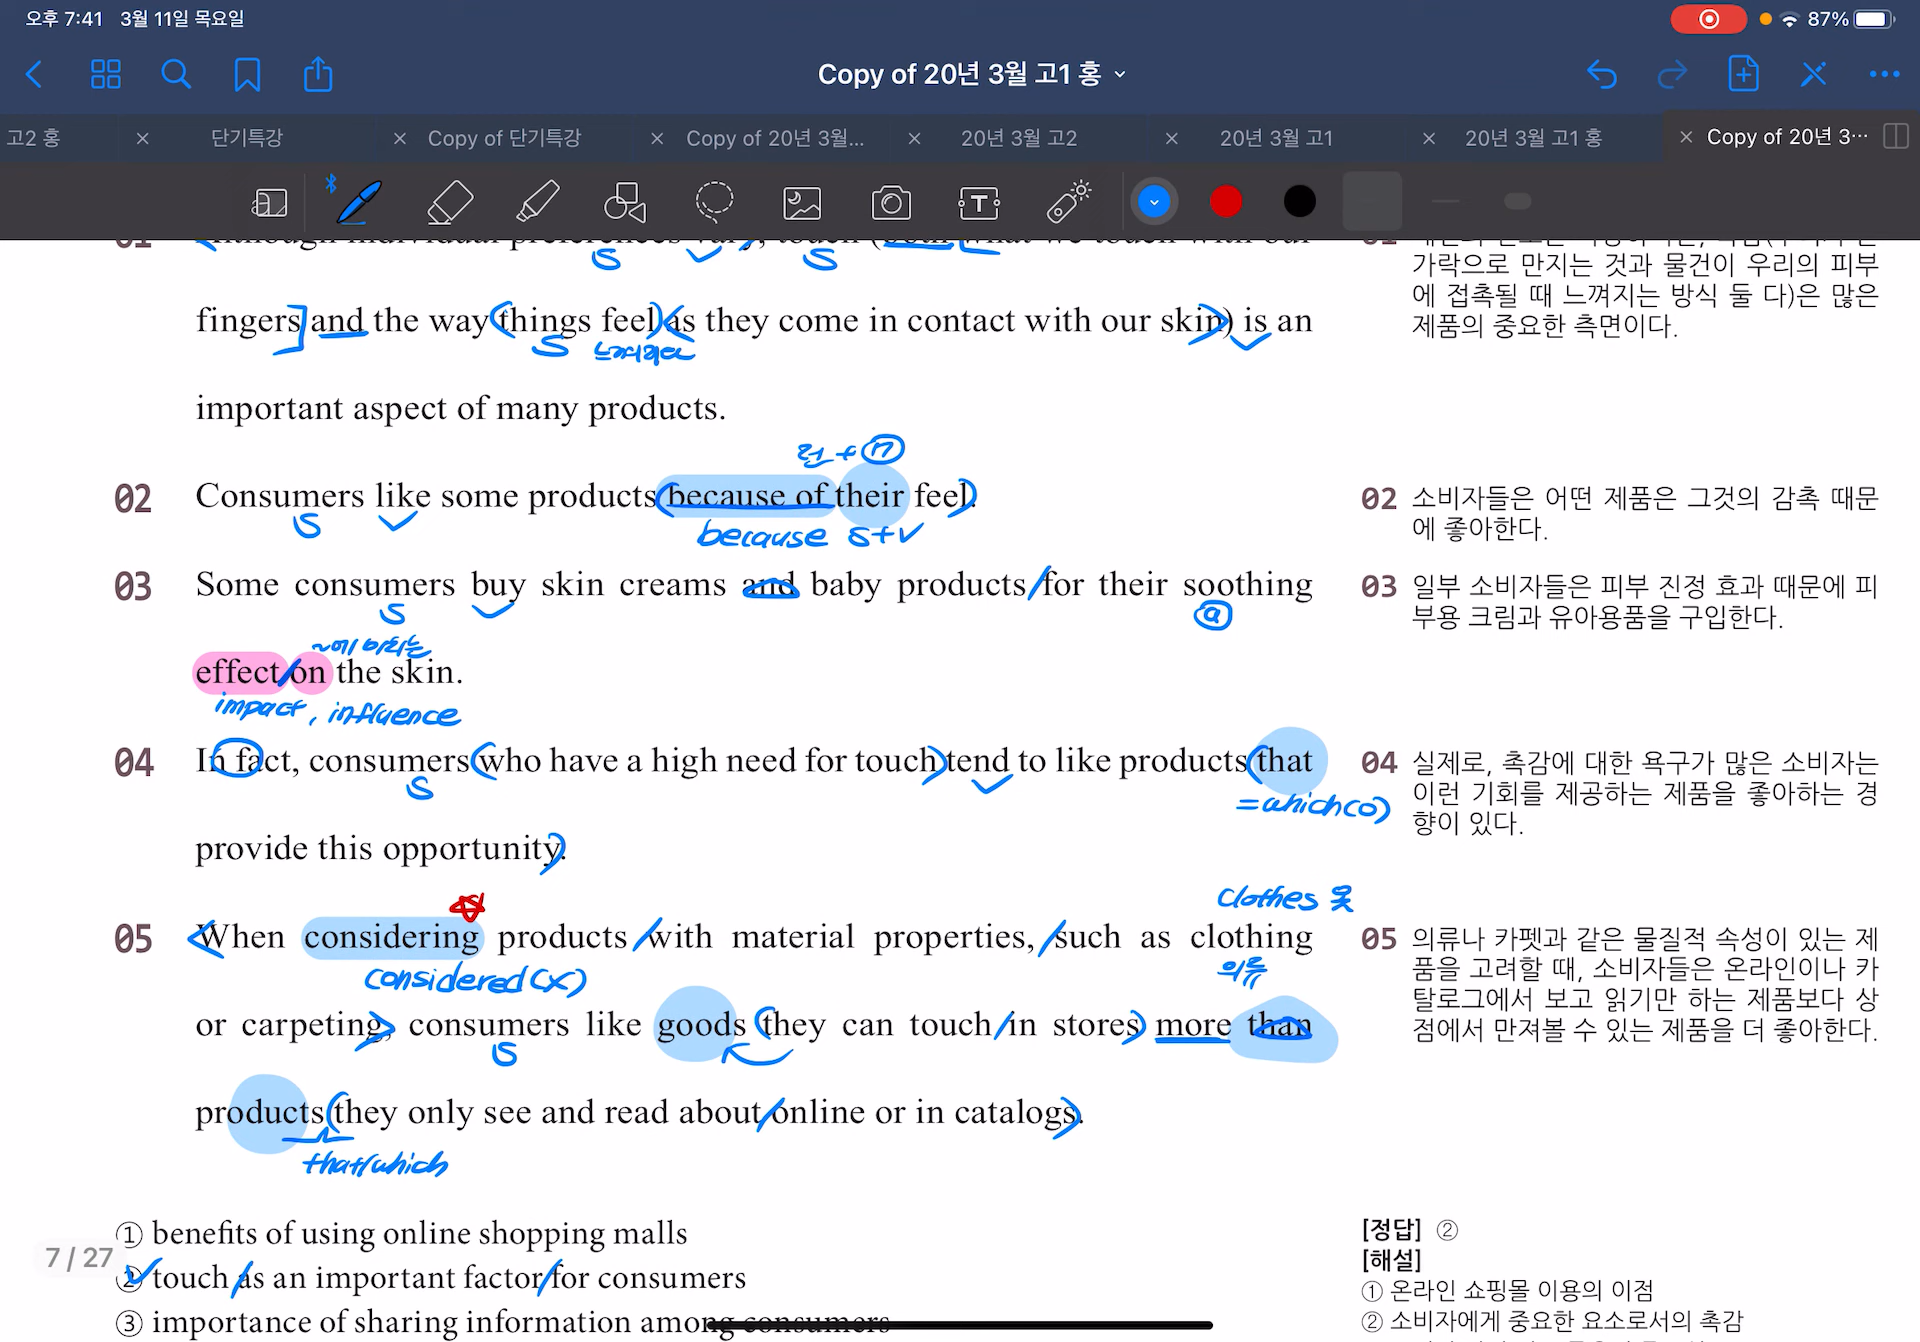 오후 7:41 3월 11일 목요일
87%
Copy of 20년 3월 고1 홍
고2 홍
단기특강
Copy of 단기특강
Copy of 20년 3월...
20년 3월 고2
20년 3월 고1
20년 3월 고1 홍
Copy of 20년 3...
S S
fingers and the way things feel as they come in contact with our skin) is an
S 느껴지다
important aspect of many products.
전 + n
02 Consumers like some products because of their feel.
S because S+V
03 Some consumers buy skin creams and baby products for their soothing
S a
~에 미치는
effect on the skin.
impact, influence
04 In fact, consumers who have a high need for touch tend to like products that
S =which(o)
provide this opportunity.
clothes 옷
05 When considering products with material properties, such as clothing
considered(x) 의류
or carpeting, consumers like goods they can touch in stores more than
S
products they only see and read about online or in catalogs.
that/which
① benefits of using online shopping malls
② touch as an important factor for consumers
③ importance of sharing information among consumers
7 / 27
가락으로 만지는 것과 물건이 우리의 피부
에 접촉될 때 느껴지는 방식 둘 다)은 많은
제품의 중요한 측면이다.
02 소비자들은 어떤 제품은 그것의 감촉 때문
에 좋아한다.
03 일부 소비자들은 피부 진정 효과 때문에 피
부용 크림과 유아용품을 구입한다.
04 실제로, 촉감에 대한 욕구가 많은 소비자는
이런 기회를 제공하는 제품을 좋아하는 경
향이 있다.
05 의류나 카펫과 같은 물질적 속성이 있는 제
품을 고려할 때, 소비자들은 온라인이나 카
탈로그에서 보고 읽기만 하는 제품보다 상
점에서 만져볼 수 있는 제품을 더 좋아한다.
[정답] ②
[해설]
① 온라인 쇼핑몰 이용의 이점
② 소비자에게 중요한 요소로서의 촉감